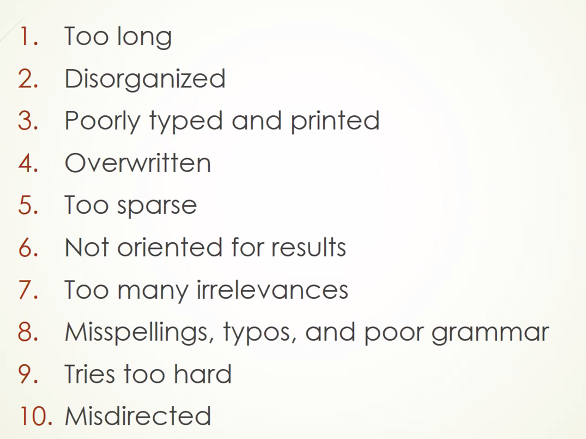 1. Too long
2. Disorganized
3. Poorly typed and printed
4. Overwritten
5. Too sparse
6. Not oriented for results
7. Too many irrelevances
8. Misspellings, typos, and poor grammar
9. Tries too hard
10. Misdirected